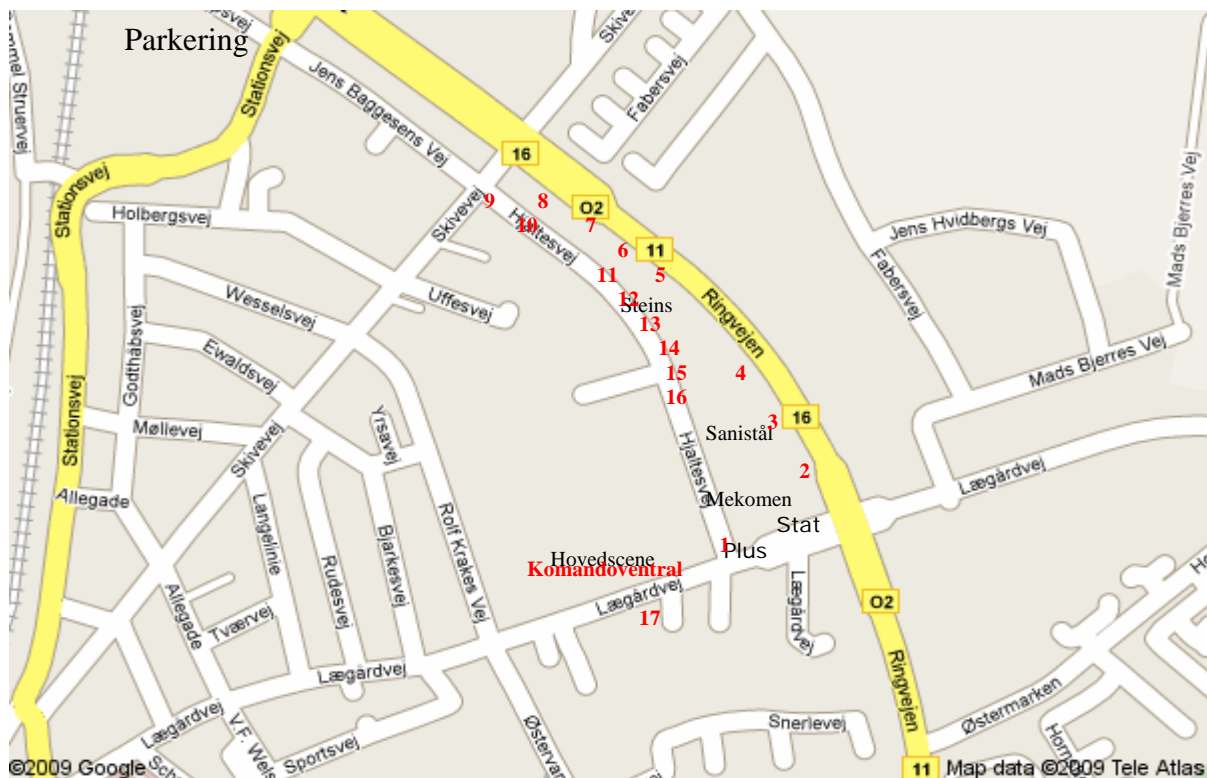 Parkering
Skivevej
Stationsvej
Jens Baggesens Vej
Fabersvej
16
9
8
O2
7
10
Hjaltesvej
6
11
11
5
12
Steins
13
14
15
16
4
3
16
Sanistål
2
Mekomen
Stat
1
Plus
Hovedscene
Komandoventral
17
Struervej
Stationsvej
Holbergsvej
Skivevej
Uffesvej
Wesselsvej
Godthabsvej
Ewaldsvej
Yrsavej
Møllevej
Skivevej
Stationsvej
Allegade
Langelinie
Rudesvej
Bjarkesvej
Rolf Krakes Vej
Allegade
Tværvej
Lægårdvej
Lægårdvej
V.F.
Sportsvej
Hjaltesvej
Lægårdvej
Lægårdvej
Lægårdvej
Ringvejen
Fabersvej
Jens Hvidbergs Vej
Mads Bjerres Vej
Mads Bjerres Vej
O2
Ringvejen
Østermarken
Snerlevej
11
©2009 Google
Map data ©2009 Tele Atlas